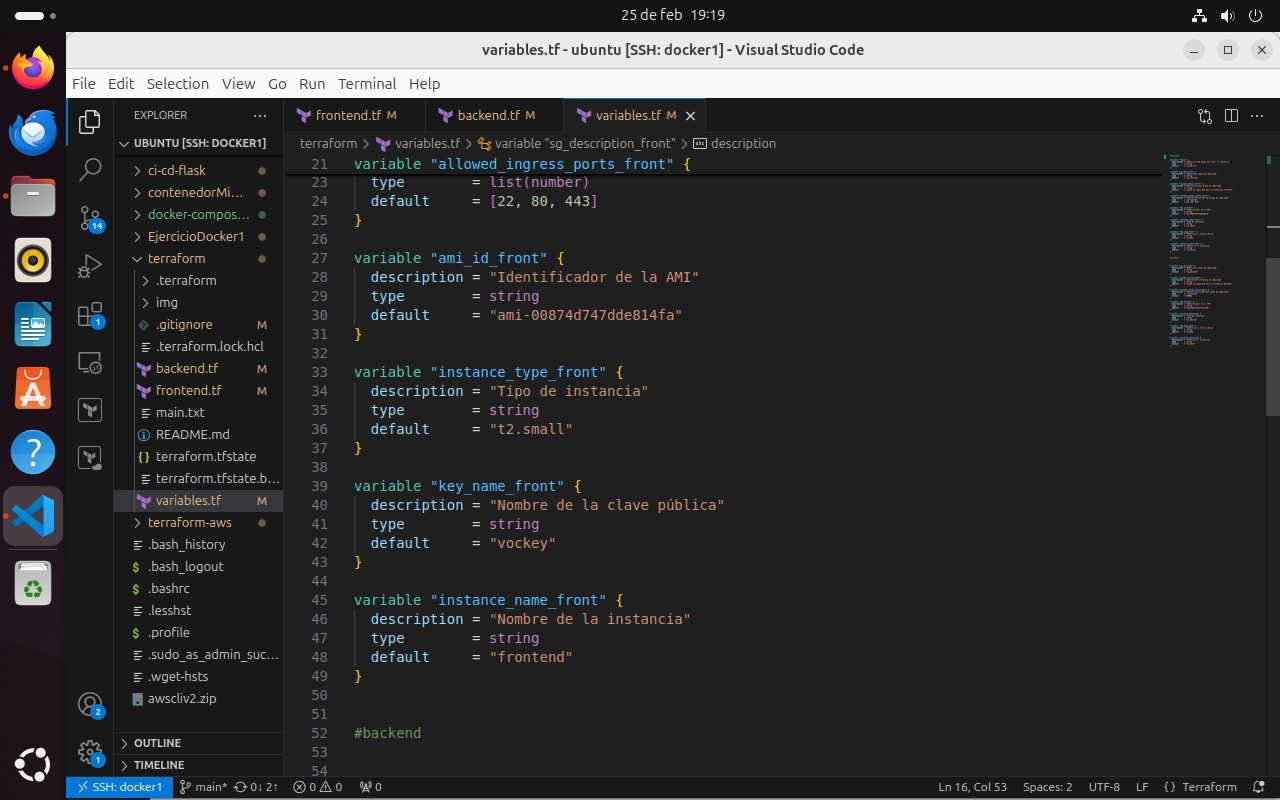 25 de feb 19:19
variables.tf - ubuntu [SSH: docker1] - Visual Studio Code
File Edit Selection View Go Run Terminal Help
EXPLORER
UBUNTU [SSH: DOCKER1]
ci-cd-flask
contenedorMi...
docker-compos...
EjercicioDocker1
terraform
.terraform
img
.gitignore M
.terraform.lock.hcl
backend.tf M
frontend.tf M
main.txt
README.md
terraform.tfstate
terraform.tfstate.b...
variables.tf M
terraform-aws
.bash_history
.bash_logout
.bashrc
.lesshst
.profile
.sudo_as_admin_suc...
.wget-hsts
awscliv2.zip
OUTLINE
TIMELINE
14
1
2
1
frontend.tf M backend.tf M variables.tf M
terraform > variables.tf > variable "sg_description_front" > description
21 variable "allowed_ingress_ports_front" {
23 type = list(number)
24 default = [22, 80, 443]
25 }
26
27 variable "ami_id_front" {
28 description = "Identificador de la AMI"
29 type = string
30 default = "ami-00874d747dde814fa"
31 }
32
33 variable "instance_type_front" {
34 description = "Tipo de instancia"
35 type = string
36 default = "t2.small"
37 }
38
39 variable "key_name_front" {
40 description = "Nombre de la clave pública"
41 type = string
42 default = "vockey"
43 }
44
45 variable "instance_name_front" {
46 description = "Nombre de la instancia"
47 type = string
48 default = "frontend"
49 }
50
51
52 #backend
53
54
SSH: docker1 main* 0↓ 2↑ 0 0 0 Ln 16, Col 53 Spaces: 2 UTF-8 LF {} Terraform